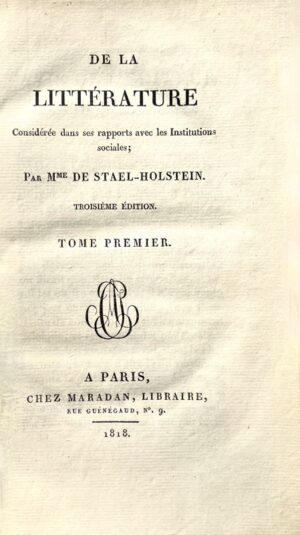 DE LA
LITTÉRATURE
Considérée dans ses rapports avec les Institutions
sociales;
PAR MME DE STAEL-HOLSTEIN.
TROISIÈME ÉDITION.
TOME PREMIER.
A PARIS,
CHEZ MARADAN, LIBRAIRE,
RUE GUÉNÉGAUD, Nº. 9.
1818.